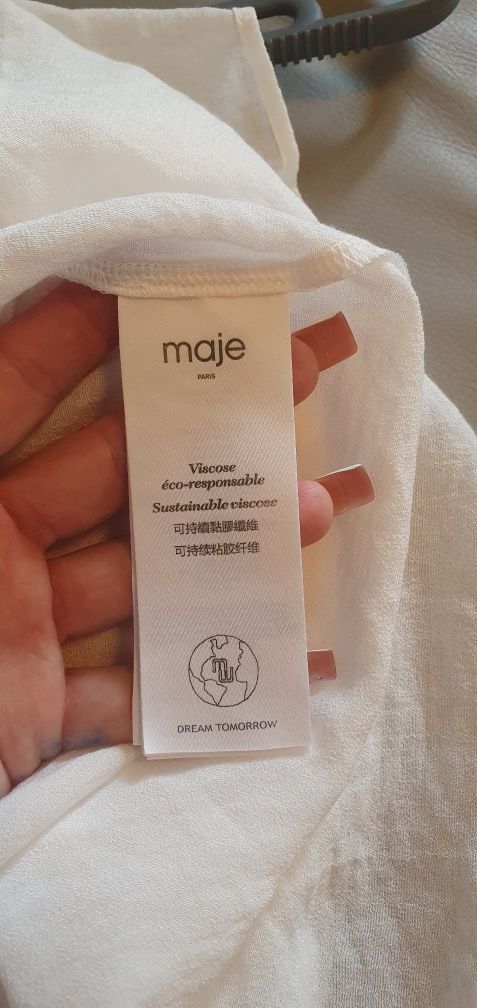 maje
PARIS
Viscose
éco-responsable
Sustainable viscose
可持續黏膠纖維
可持续粘胶纤维
DREAM TOMORROW